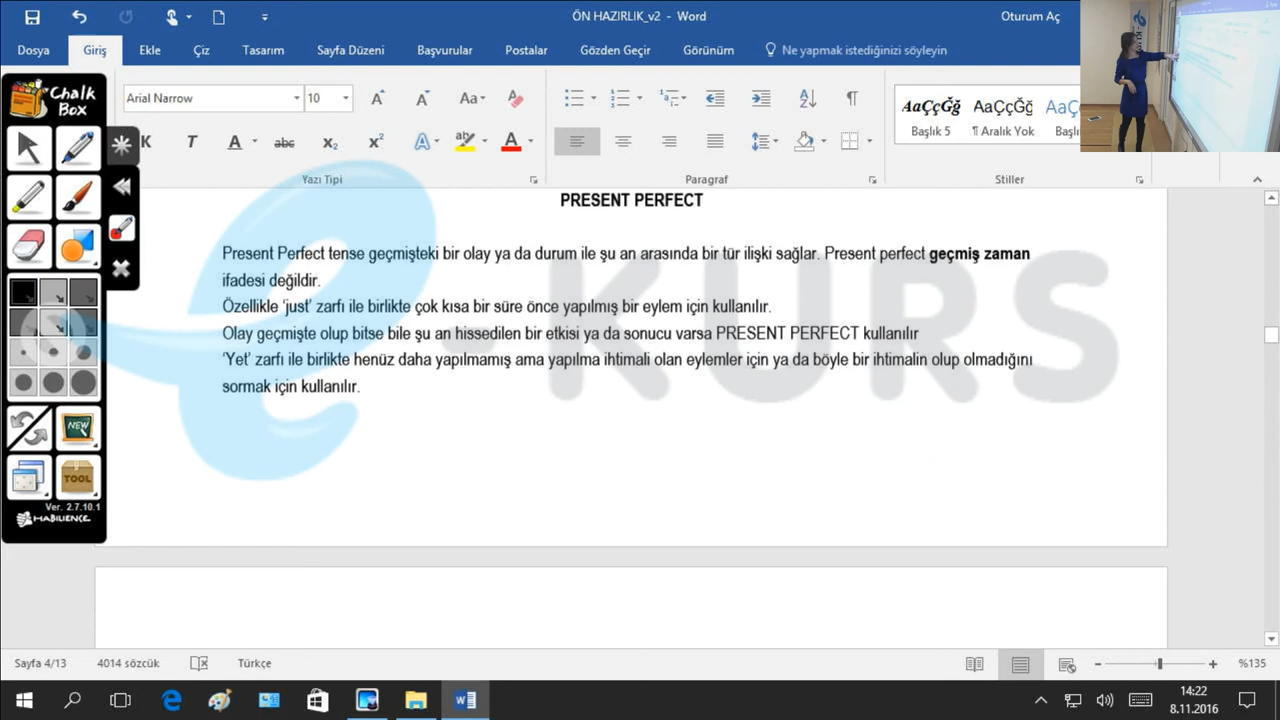 ÖN HAZIRLIK_v2 - Word
Oturum Aç
Dosya
Giriş
Ekle
Çiz
Tasarım
Sayfa Düzeni
Başvurular
Postalar
Gözden Geçir
Görünüm
Ne yapmak istediğinizi söyleyin
Chalk
Box
Arial Narrow
10
Aa
AaÇçĞğ
AaÇçĞğ
Başlık 5
¶ Aralık Yok
K
T
A
abc
x₂
x²
Yazı Tipi
Paragraf
Stiller
PRESENT PERFECT
Present Perfect tense geçmişteki bir olay ya da durum ile şu an arasında bir tür ilişki sağlar. Present perfect geçmiş zaman
ifadesi değildir.
Özellikle ‘just’ zarfı ile birlikte çok kısa bir süre önce yapılmış bir eylem için kullanılır.
Olay geçmişte olup bitse bile şu an hissedilen bir etkisi ya da sonucu varsa PRESENT PERFECT kullanılır
‘Yet’ zarfı ile birlikte henüz daha yapılmamış ama yapılma ihtimali olan eylemler için ya da böyle bir ihtimalin olup olmadığını
sormak için kullanılır.
e KURS
NEW
TOOL
Ver. 2.7.10.1
HABILIENCE
Sayfa 4/13
4014 sözcük
Türkçe
%135
14:22
8.11.2016